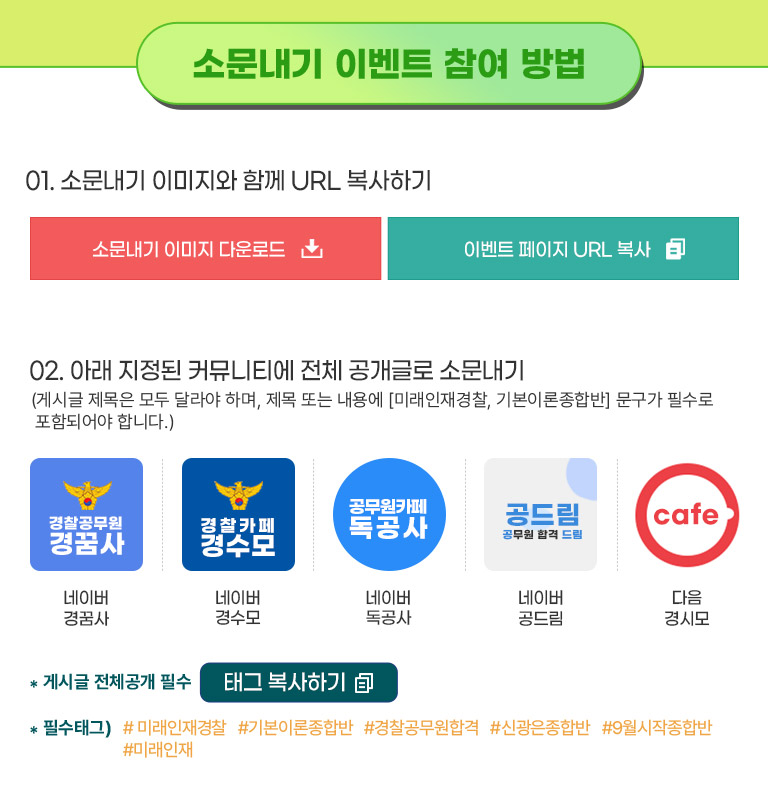 소문내기 이벤트 참여 방법
01. 소문내기 이미지와 함께 URL 복사하기
소문내기 이미지 다운로드
이벤트 페이지 URL 복사
02. 아래 지정된 커뮤니티에 전체 공개글로 소문내기
(게시글 제목은 모두 달라야 하며, 제목 또는 내용에 [미래인재경찰, 기본이론종합반] 문구가 필수로
포함되어야 합니다.)
경찰공무원
경꿈사
경찰카페
경수모
공무원카페
독공사
공드림
공무원 합격 드림
cafe
네이버
경꿈사
네이버
경수모
네이버
독공사
네이버
공드림
다음
경시모
* 게시글 전체공개 필수
태그 복사하기
* 필수태그) # 미래인재경찰 #기본이론종합반 #경찰공무원합격 #신광은종합반 #9월시작종합반
#미래인재